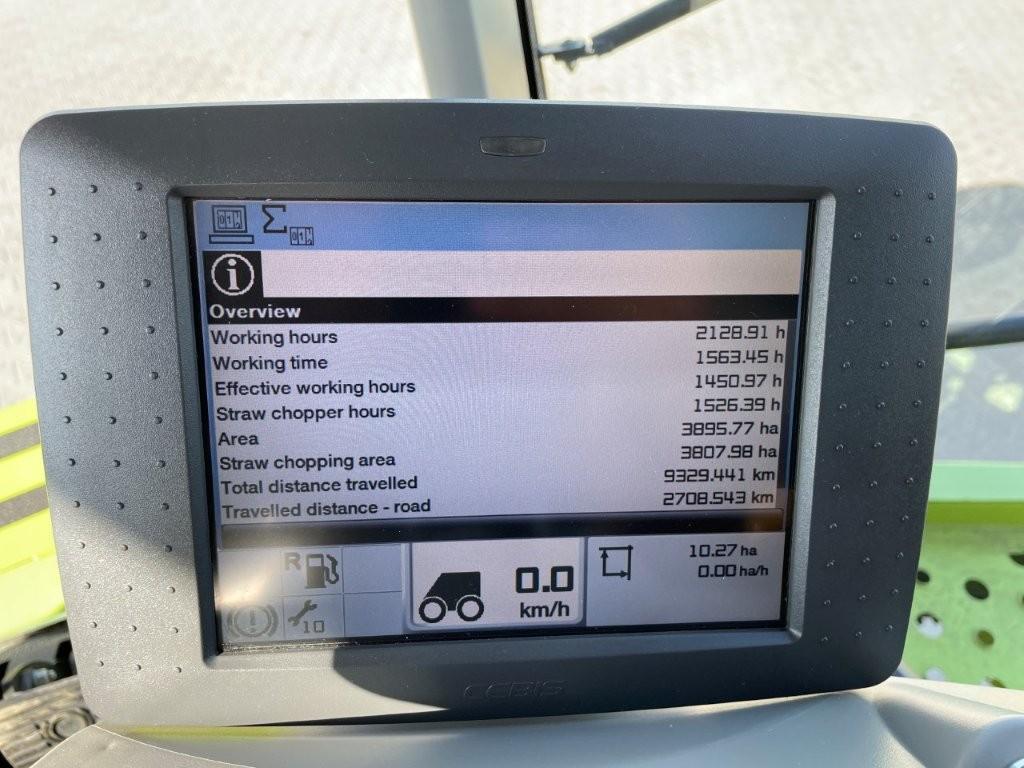 Overview
Working hours 2128.91 h
Working time 1563.45 h
Effective working hours 1450.97 h
Straw chopper hours 1526.39 h
Area 3895.77 ha
Straw chopping area 3807.98 ha
Total distance travelled 9329.441 km
Travelled distance - road 2708.543 km
R
10
0.0
km/h
10.27 ha
0.00 ha/h
CEBIS